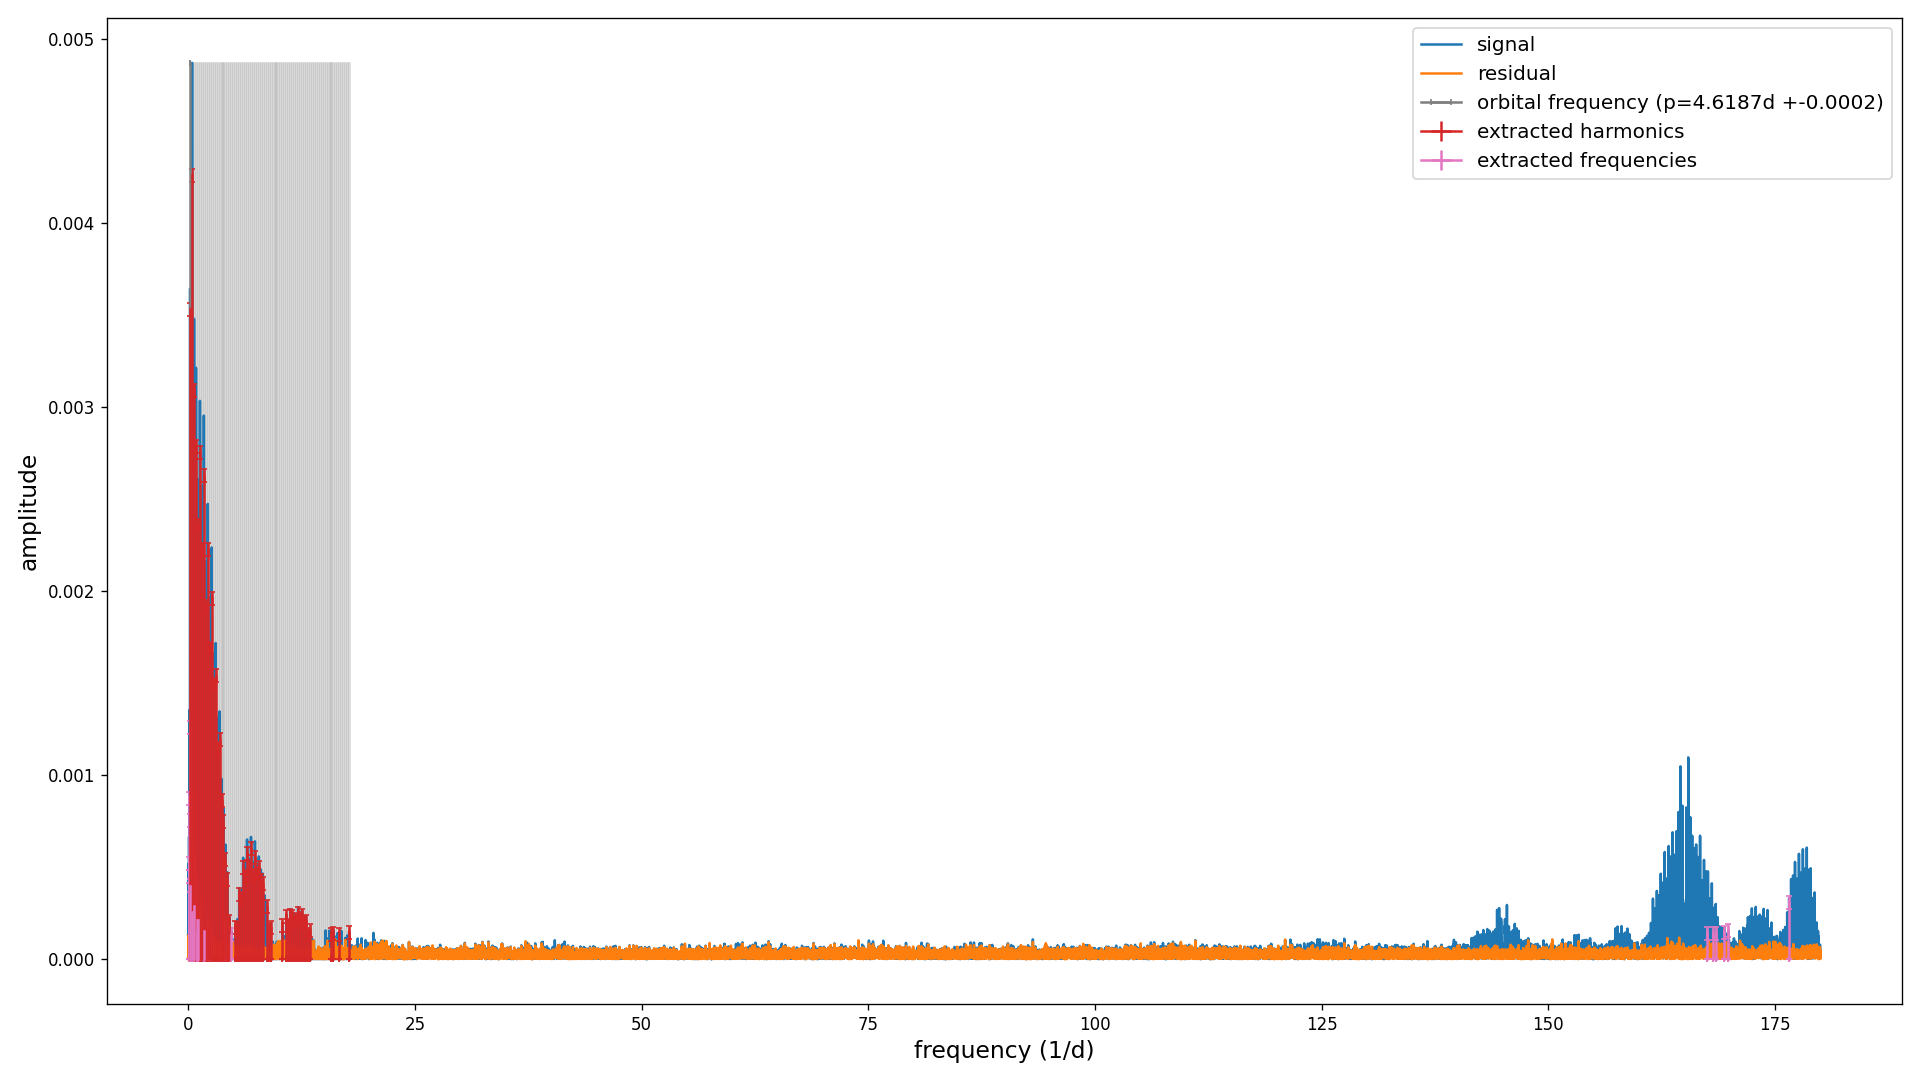 0.005
0.004
0.003
0.002
0.001
0.000
amplitude
0
25
50
75
100
125
150
175
frequency (1/d)
signal
residual
orbital frequency (p=4.6187d +-0.0002)
extracted harmonics
extracted frequencies